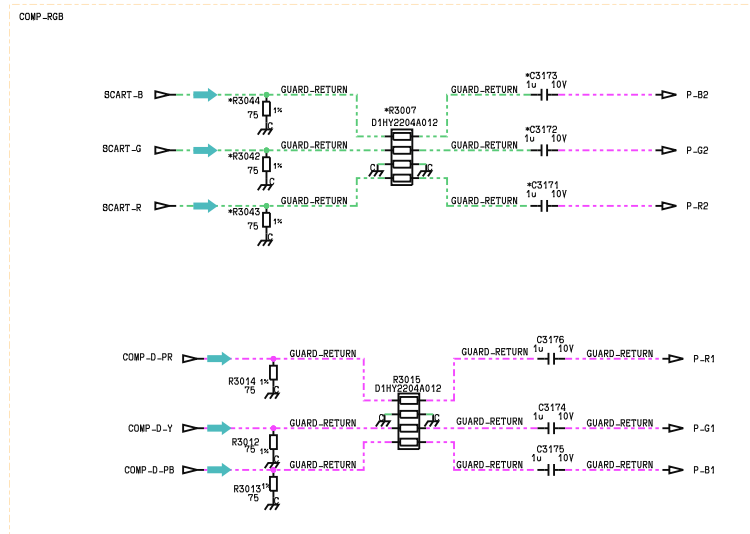 COMP-RGB
SCART-B
GUARD-RETURN
GUARD-RETURN
*C3173
1u 10V
P-B2
*R3044
75 1%
C
*R3007
D1HY2204A012
SCART-G
GUARD-RETURN
GUARD-RETURN
*C3172
1u 10V
P-G2
*R3042
75 1%
C
C
C
SCART-R
GUARD-RETURN
GUARD-RETURN
*C3171
1u 10V
P-R2
*R3043
75 1%
C
COMP-D-PR
GUARD-RETURN
GUARD-RETURN
C3176
1u 10V
P-R1
R3014 1%
75
C
R3015
D1HY2204A012
C
C
COMP-D-Y
GUARD-RETURN
GUARD-RETURN
C3174
1u 10V
GUARD-RETURN
P-G1
R3012
75 1%
C
COMP-D-PB
GUARD-RETURN
GUARD-RETURN
C3175
1u 10V
GUARD-RETURN
P-B1
R3013 1%
75
C